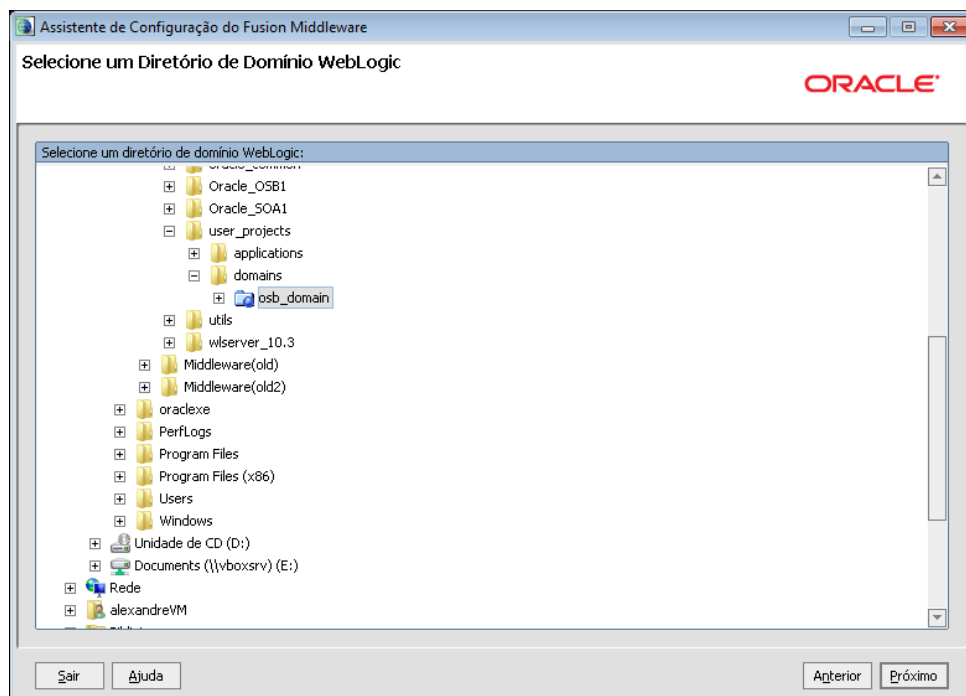 Assistente de Configuração do Fusion Middleware
Selecione um Diretório de Domínio WebLogic
ORACLE
Selecione um diretório de domínio WebLogic:
oracle_common
Oracle_OSB1
Oracle_SOA1
user_projects
applications
domains
osb_domain
utils
wlserver_10.3
Middleware(old)
Middleware(old2)
oraclexe
PerfLogs
Program Files
Program Files (x86)
Users
Windows
Unidade de CD (D:)
Documents (\\vboxsrv) (E:)
Rede
alexandreVM
Sair Ajuda Anterior Próximo